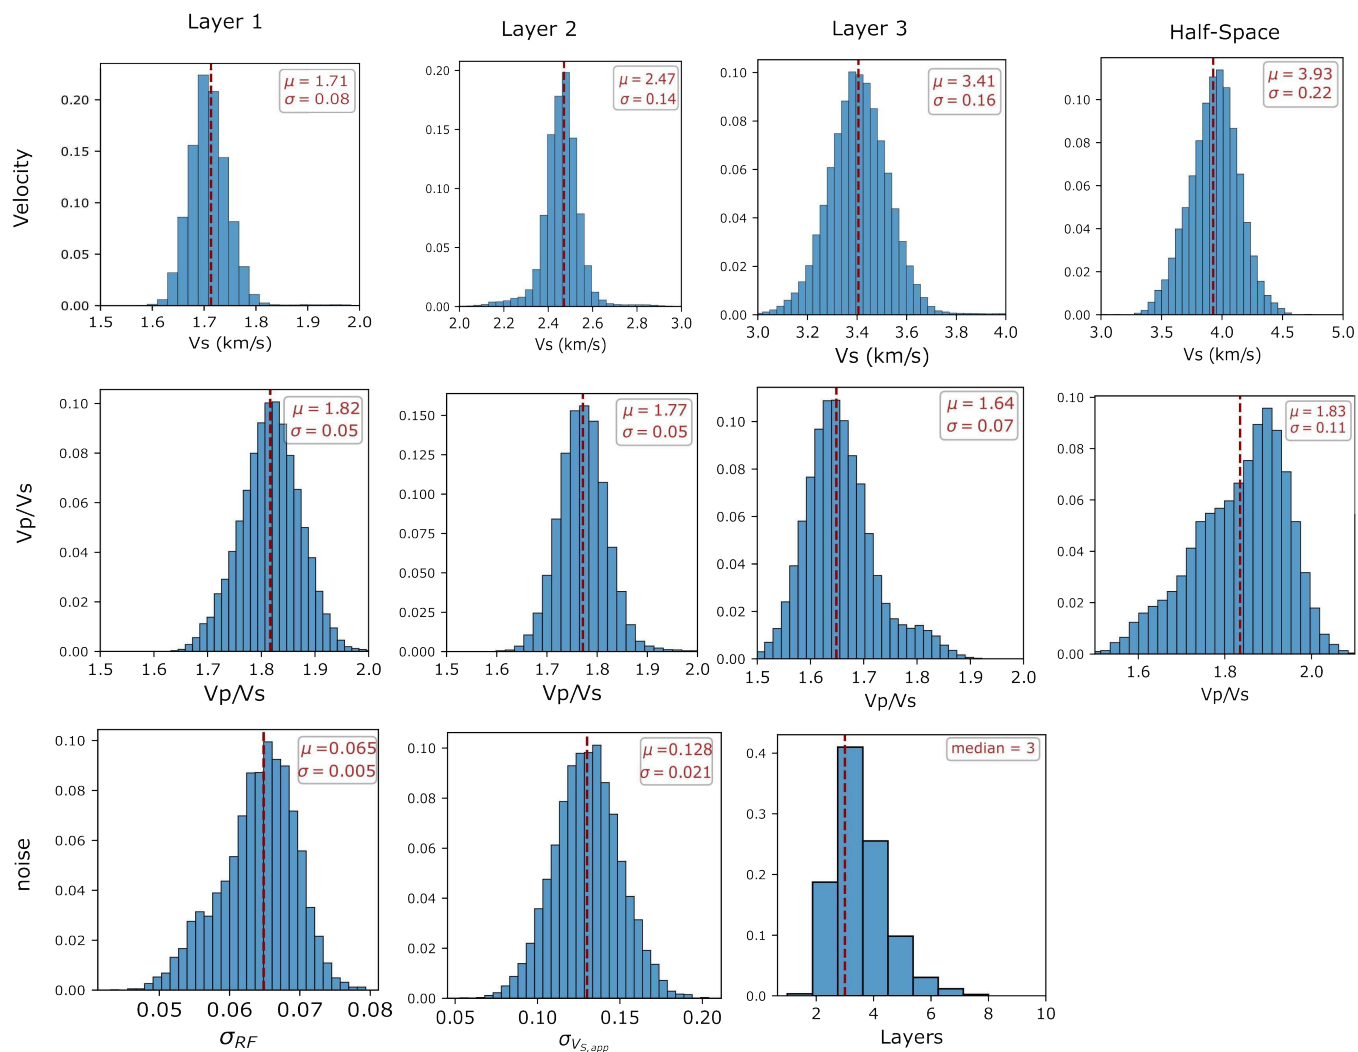 Layer 1
Layer 2
Layer 3
Half-Space
Velocity
0.20
0.15
0.10
0.05
0.00
1.5 1.6 1.7 1.8 1.9 2.0
Vs (km/s)
μ = 1.71
σ = 0.08
0.20
0.15
0.10
0.05
0.00
2.0 2.2 2.4 2.6 2.8 3.0
Vs (km/s)
μ = 2.47
σ = 0.14
0.10
0.08
0.06
0.04
0.02
0.00
3.0 3.2 3.4 3.6 3.8 4.0
Vs (km/s)
μ = 3.41
σ = 0.16
0.10
0.08
0.06
0.04
0.02
0.00
3.0 3.5 4.0 4.5 5.0
Vs (km/s)
μ = 3.93
σ = 0.22
Vp/Vs
0.10
0.08
0.06
0.04
0.02
0.00
1.5 1.6 1.7 1.8 1.9 2.0
Vp/Vs
μ = 1.82
σ = 0.05
0.150
0.125
0.100
0.075
0.050
0.025
0.000
1.5 1.6 1.7 1.8 1.9 2.0
Vp/Vs
μ = 1.77
σ = 0.05
0.10
0.08
0.06
0.04
0.02
0.00
1.5 1.6 1.7 1.8 1.9 2.0
Vp/Vs
μ = 1.64
σ = 0.07
0.10
0.08
0.06
0.04
0.02
0.00
1.6 1.8 2.0
Vp/Vs
μ = 1.83
σ = 0.11
noise
0.10
0.08
0.06
0.04
0.02
0.00
0.05 0.06 0.07 0.08
σRF
μ =0.065
σ = 0.005
0.10
0.08
0.06
0.04
0.02
0.00
0.05 0.10 0.15 0.20
σVS,app
μ =0.128
σ = 0.021
0.4
0.3
0.2
0.1
0.0
2 4 6 8 10
Layers
median = 3